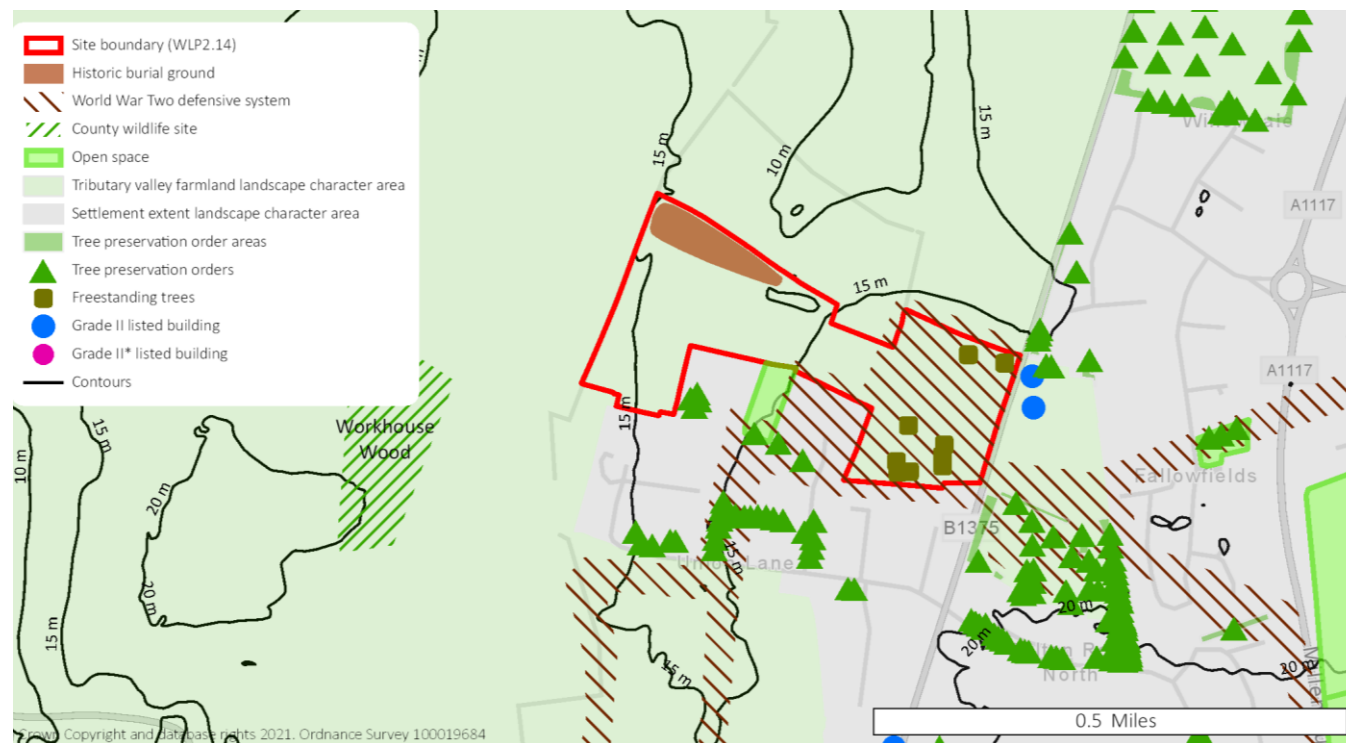 Site boundary (WLP2.14)
Historic burial ground
World War Two defensive system
County wildlife site
Open space
Tributary valley farmland landscape character area
Settlement extent landscape character area
Tree preservation order areas
Tree preservation orders
Freestanding trees
Grade II listed building
Grade II* listed building
Contours
15 m
10 m
15 m
A1117
15 m
A1117
Workhouse
Wood
15 m
15 m
10 m
20 m
Fallowfields
B1375
15 m
Union Lane
20 m
15 m
20 m
20 m
20 m
North
15 m
0.5 Miles
Crown Copyright and database rights 2021. Ordnance Survey 100019684